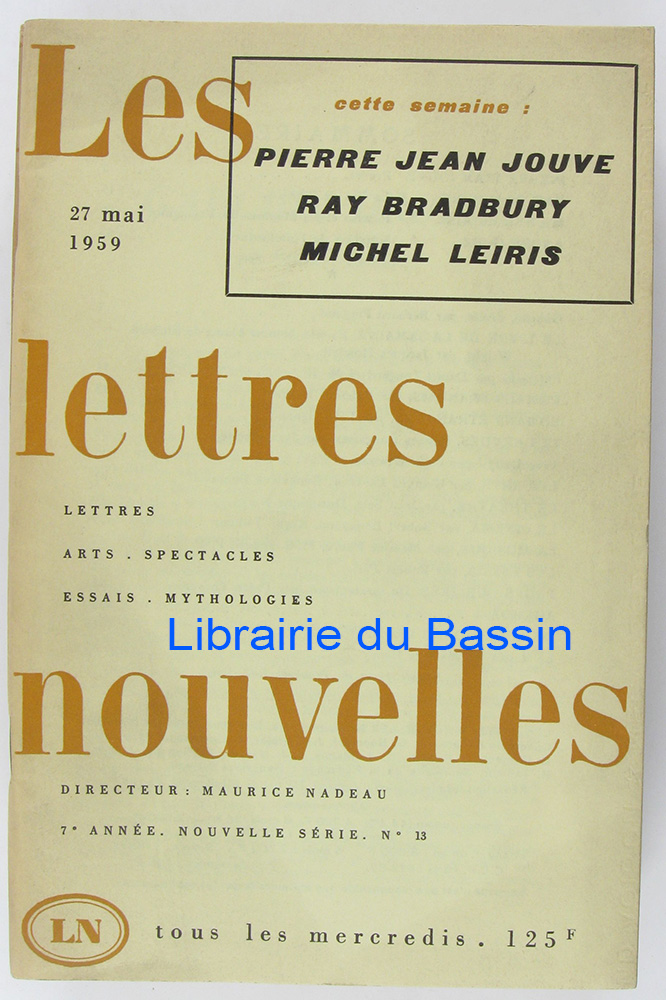 Les
cette semaine :
PIERRE JEAN JOUVE
RAY BRADBURY
MICHEL LEIRIS
27 mai
1959
lettres
LETTRES
ARTS . SPECTACLES
ESSAIS . MYTHOLOGIES
Librairie du Bassin
nouvelles
DIRECTEUR : MAURICE NADEAU
7e ANNÉE. NOUVELLE SÉRIE. N° 13
LN
tous les mercredis . 125 F